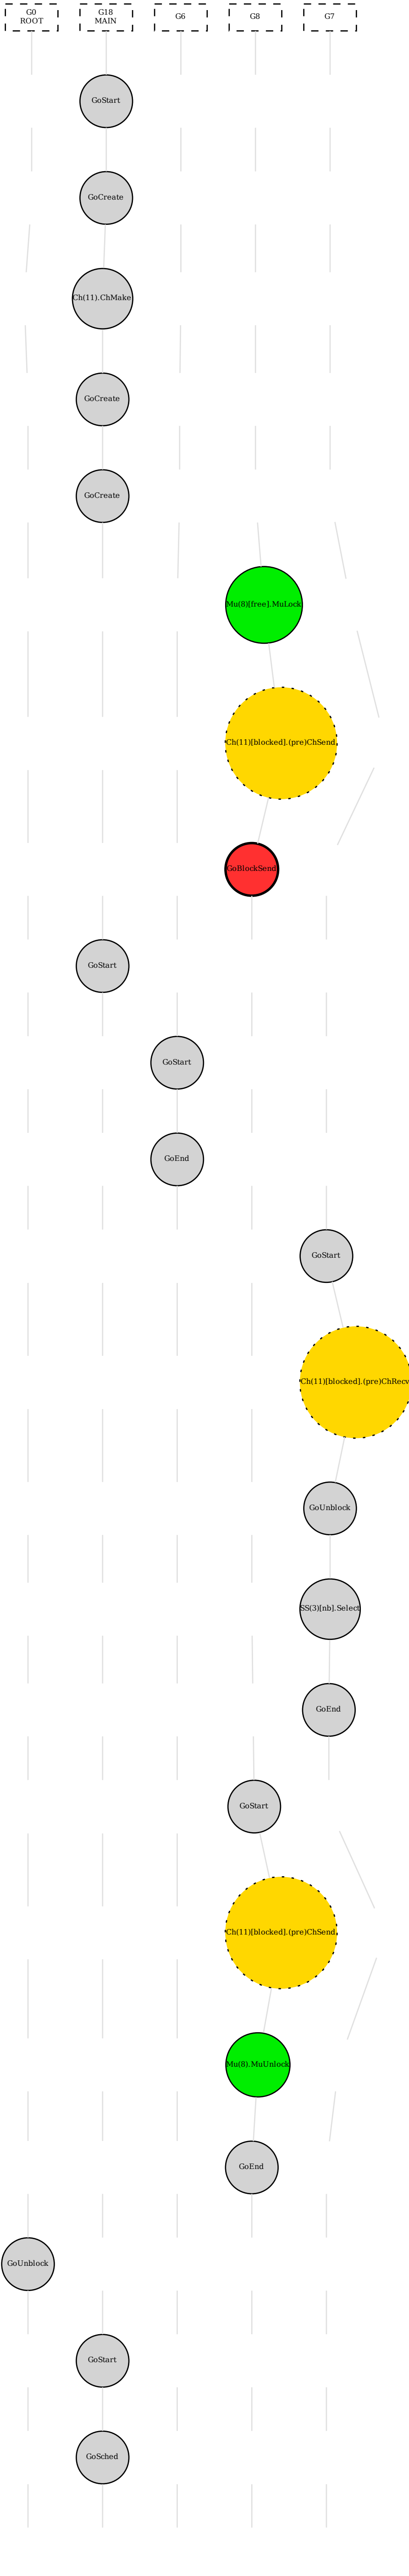 G0
ROOT
G18
MAIN
G6
G8
G7
GoStart
GoCreate
Ch(11).ChMake
GoCreate
GoCreate
Mu(8)[free].MuLock
Ch(11)[blocked].(pre)ChSend
GoBlockSend
GoStart
GoStart
GoEnd
GoStart
Ch(11)[blocked].(pre)ChRecv
GoUnblock
SS(3)[nb].Select
GoEnd
GoStart
Ch(11)[blocked].(pre)ChSend
Mu(8).MuUnlock
GoEnd
GoUnblock
GoStart
GoSched